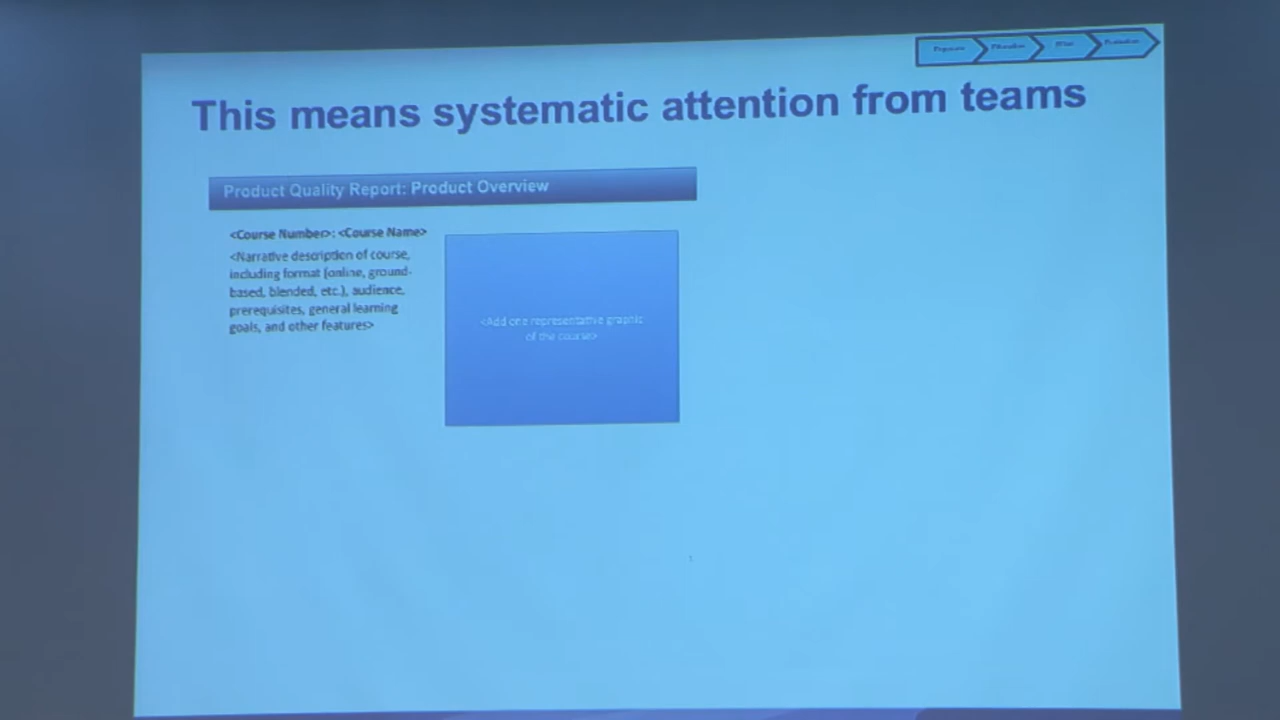 This means systematic attention from teams
Product Quality Report: Product Overview
<Course Number>: <Course Name>
<Narrative description of course,
including format (online, ground-
based, blended, etc.), audience,
prerequisites, general learning
goals, and other features>
<Add one representative graphic
of the course>